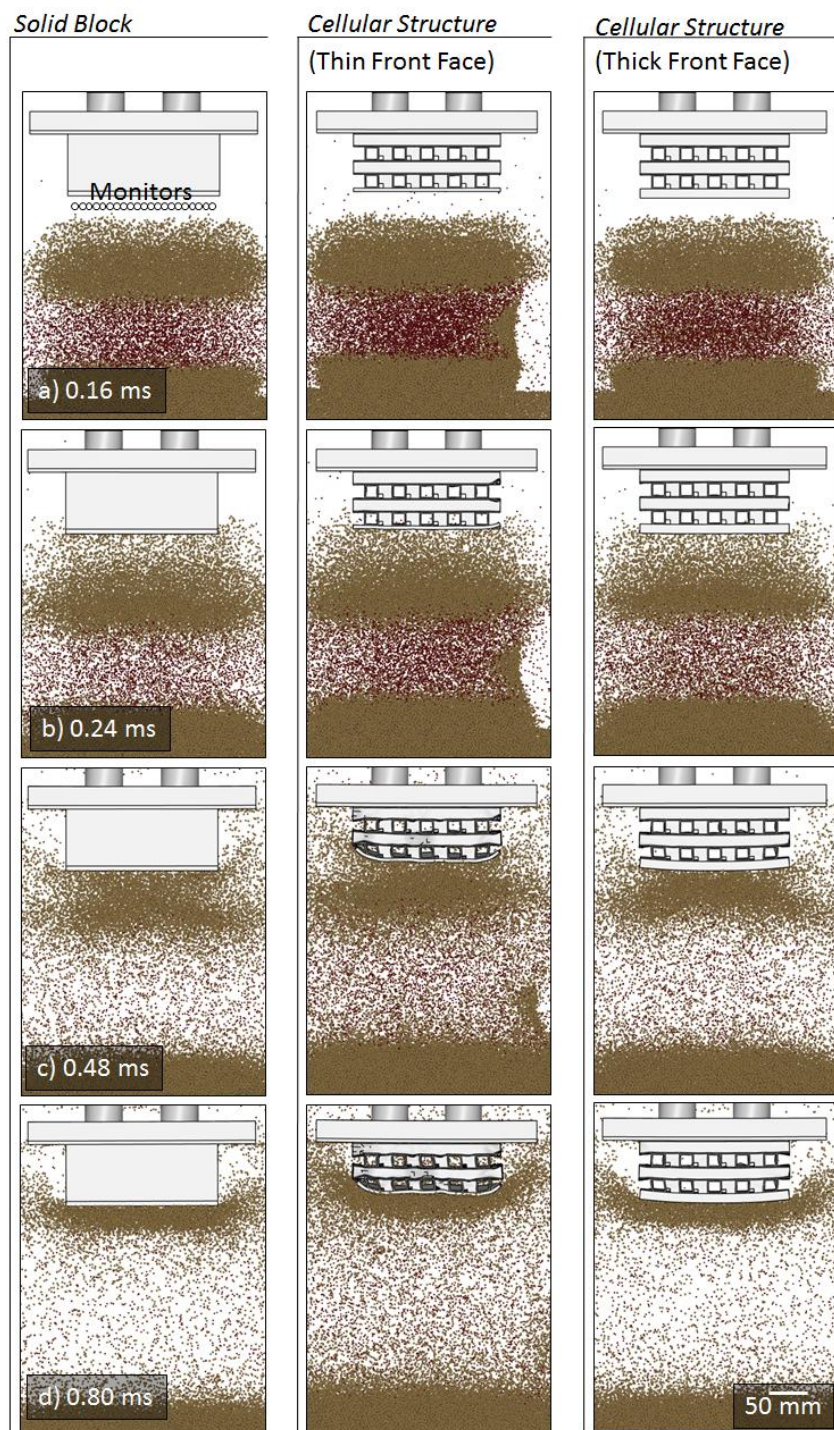 Solid Block
Cellular Structure
(Thin Front Face)
Cellular Structure
(Thick Front Face)
Monitors
a) 0.16 ms
b) 0.24 ms
c) 0.48 ms
d) 0.80 ms
50 mm